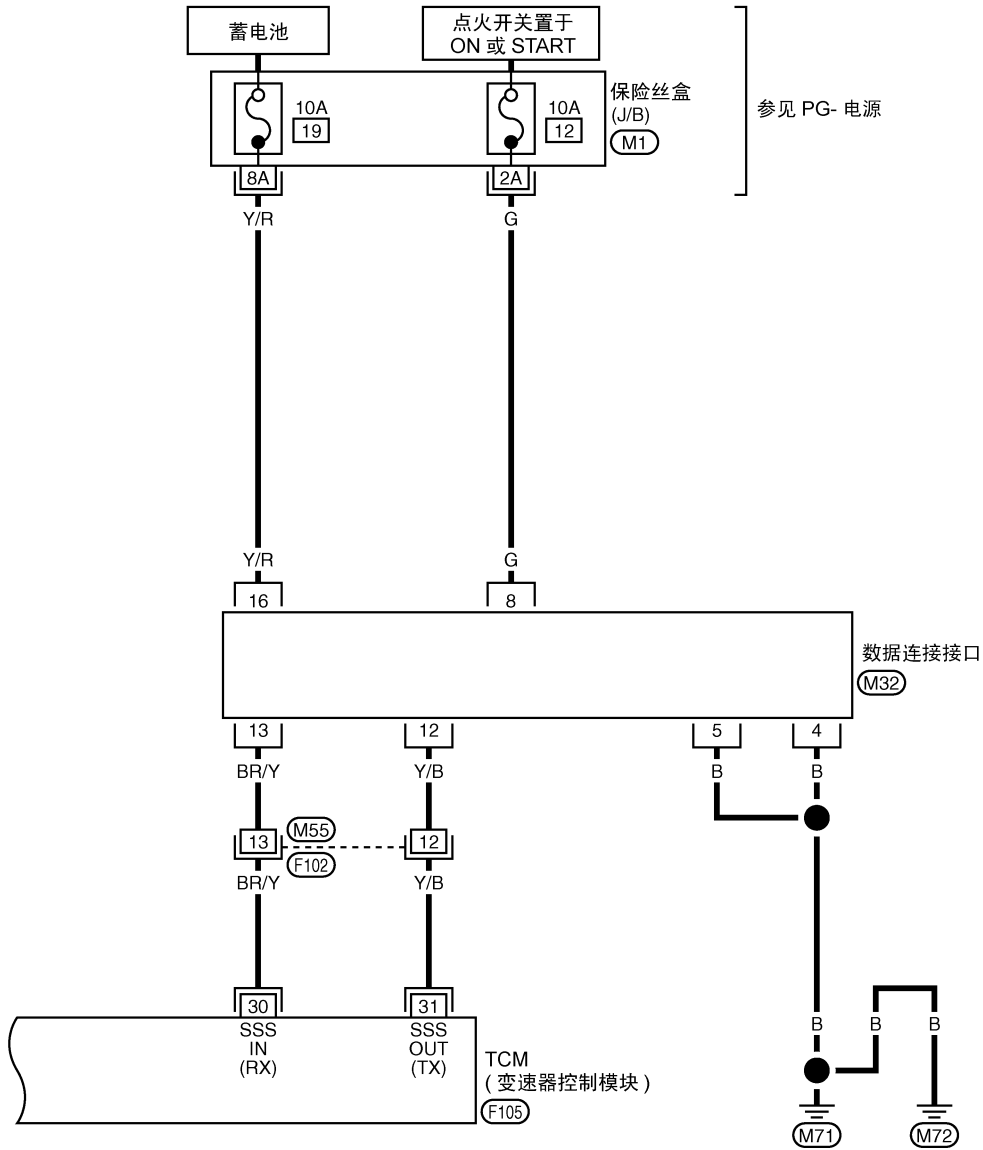 蓄电池
点火开关置于
ON 或 START
保险丝盒
(J/B)
M1
参见 PG- 电源
10A
19
10A
12
8A
2A
Y/R
G
Y/R
G
16
8
数据连接接口
M32
13
12
5
4
BR/Y
Y/B
B
B
13
M55
F102
12
BR/Y
Y/B
30
31
SSS
IN
(RX)
SSS
OUT
(TX)
TCM
(变速器控制模块)
F105
B
B
B
M71
M72